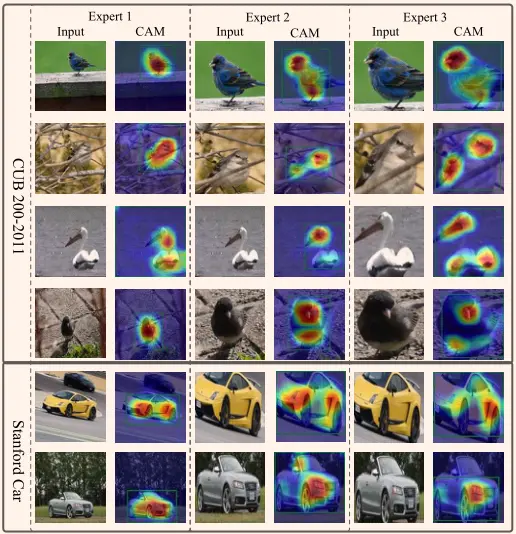 Expert 1 Expert 2 Expert 3
Input CAM Input CAM Input CAM
CUB 200-2011
Stanford Car